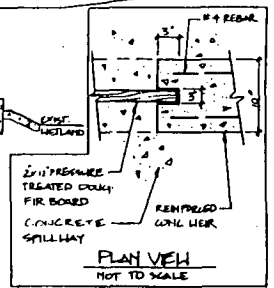 3"
#4 REBAR
3"
10"
EXIST.
WETLAND
2x12 PRESSURE
TREATED DOUG.
FIR BOARD
CONCRETE
SPILLWAY
REINFORCED
CONC WEIR
PLAN VIEW
NOT TO SCALE